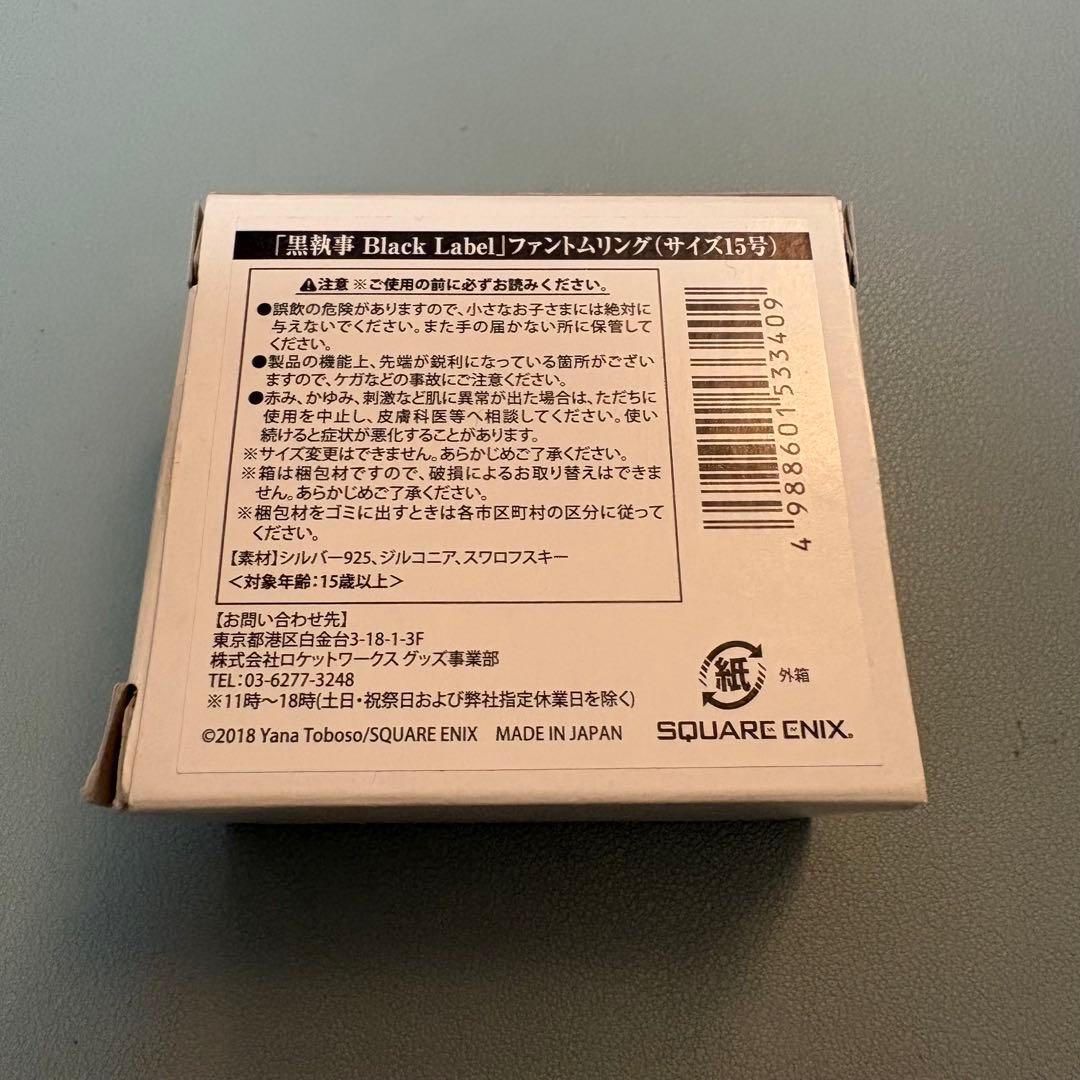 「黒執事 Black Label」ファントムリング(サイズ15号)
⚠注意 ※ご使用の前に必ずお読みください。
●誤飲の危険がありますので、小さなお子さまには絶対に
与えないでください。また手の届かない所に保管して
ください。
●製品の機能上、先端が鋭利になっている箇所がござい
ますので、ケガなどの事故にご注意ください。
●赤み、かゆみ、刺激など肌に異常が出た場合は、ただちに
使用を中止し、皮膚科医等へ相談してください。使い
続けると症状が悪化することがあります。
※サイズ変更はできません。あらかじめご了承ください。
※箱は梱包材ですので、破損によるお取り替えはできま
せん。あらかじめご了承ください。
※梱包材をゴミに出すときは各市区町村の区分に従って
ください。
【素材】シルバー925、ジルコニア、スワロフスキー
<対象年齢:15歳以上>
4 988601 533409
【お問い合わせ先】
東京都港区白金台3-18-1-3F
株式会社ロケットワークス グッズ事業部
TEL:03-6277-3248
※11時〜18時(土日・祝祭日および弊社指定休業日を除く)
©2018 Yana Toboso/SQUARE ENIX MADE IN JAPAN
紙 外箱
SQUARE ENIX.